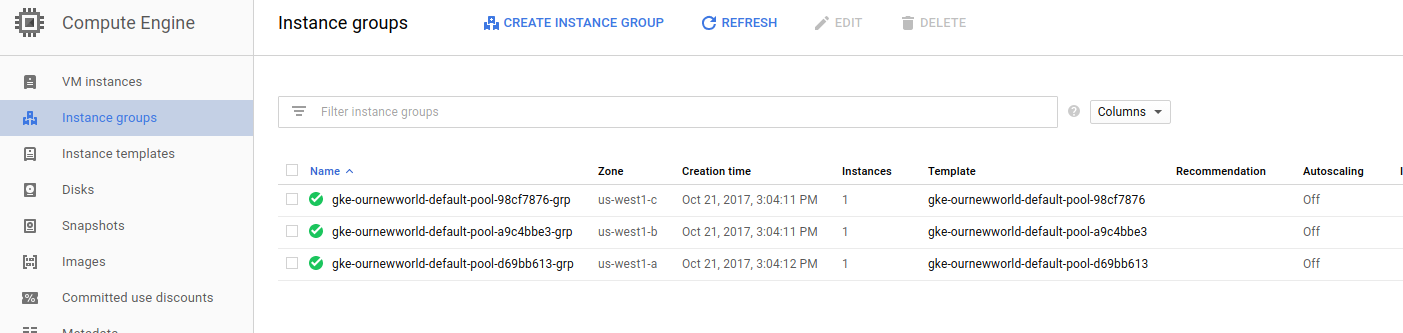 Compute Engine
Instance groups
CREATE INSTANCE GROUP
REFRESH
EDIT
DELETE
VM instances
Instance groups
Instance templates
Disks
Snapshots
Images
Committed use discounts
Metadata
Filter instance groups
?
Columns
Name Zone Creation time Instances Template Recommendation Autoscaling
gke-ournewworld-default-pool-98cf7876-grp us-west1-c Oct 21, 2017, 3:04:11 PM 1 gke-ournewworld-default-pool-98cf7876 Off
gke-ournewworld-default-pool-a9c4bbe3-grp us-west1-b Oct 21, 2017, 3:04:11 PM 1 gke-ournewworld-default-pool-a9c4bbe3 Off
gke-ournewworld-default-pool-d69bb613-grp us-west1-a Oct 21, 2017, 3:04:12 PM 1 gke-ournewworld-default-pool-d69bb613 Off